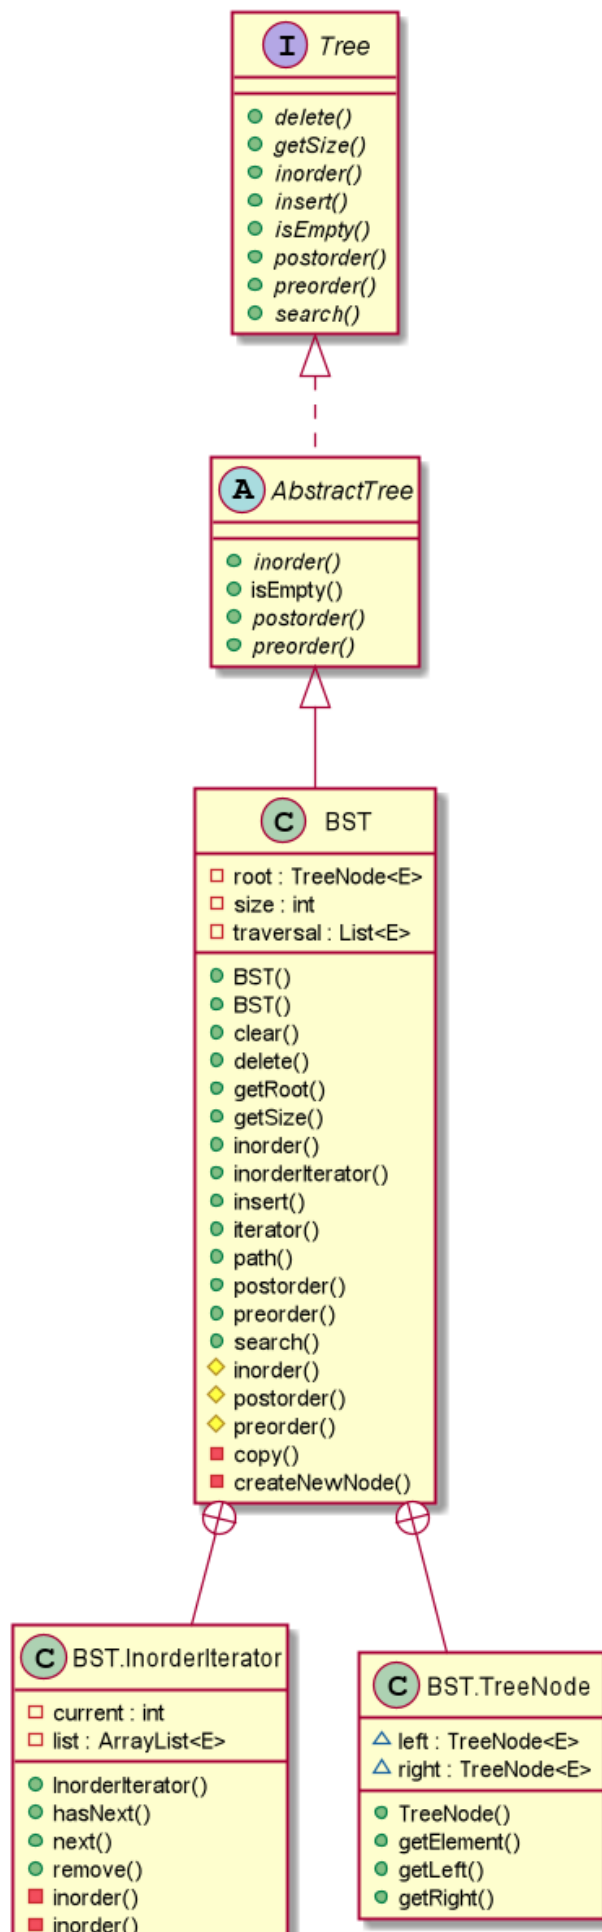 I Tree
delete()
getSize()
inorder()
insert()
isEmpty()
postorder()
preorder()
search()
A AbstractTree
inorder()
isEmpty()
postorder()
preorder()
C BST
root : TreeNode<E>
size : int
traversal : List<E>
BST()
BST()
clear()
delete()
getRoot()
getSize()
inorder()
inorderIterator()
insert()
iterator()
path()
postorder()
preorder()
search()
inorder()
postorder()
preorder()
copy()
createNewNode()
C BST.InorderIterator
current : int
list : ArrayList<E>
InorderIterator()
hasNext()
next()
remove()
inorder()
inorder()
C BST.TreeNode
left : TreeNode<E>
right : TreeNode<E>
TreeNode()
getElement()
getLeft()
getRight()